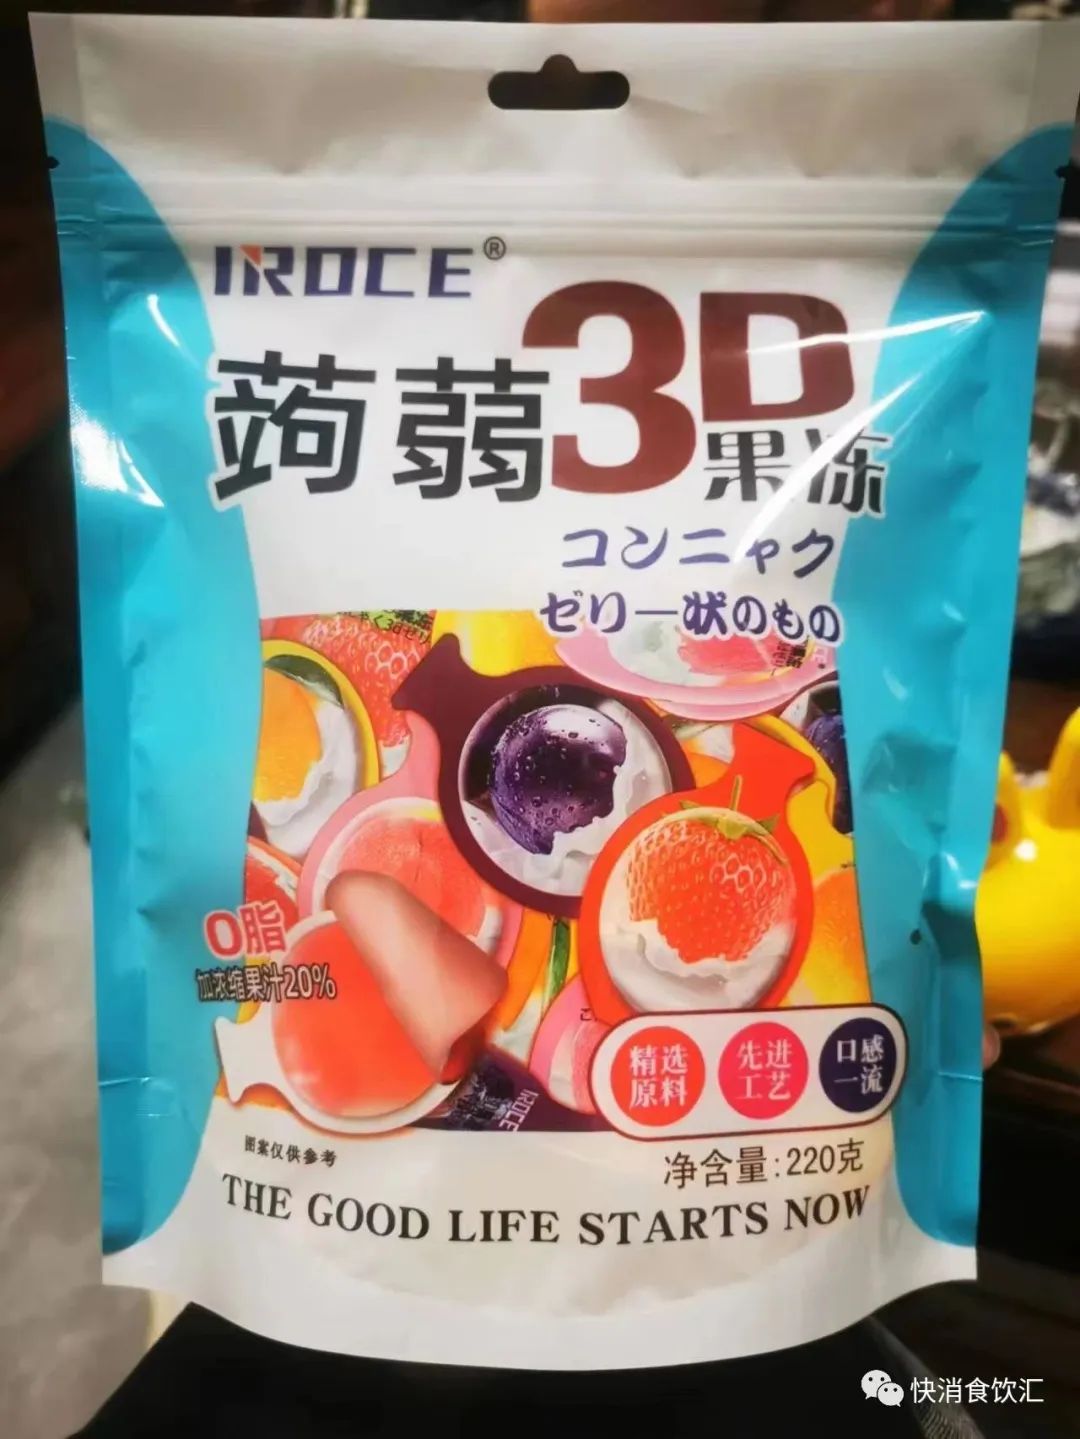 IROCE®
蒟蒻3D果冻
コンニャク
ゼリー状のもの
0脂
加浓缩果汁20%
精选
原料
先进
工艺
口感
一流
IROCE
图案仅供参考
净含量:220克
THE GOOD LIFE STARTS NOW
快消食饮汇